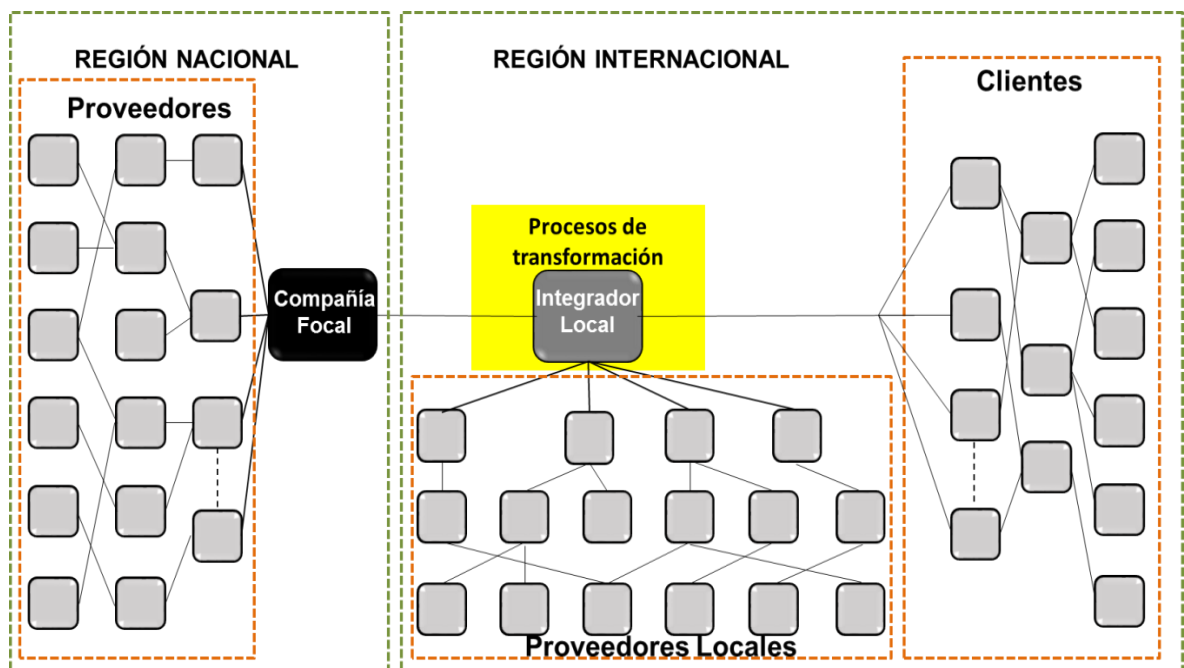 REGIÓN NACIONAL
Proveedores
Compañía
Focal
REGIÓN INTERNACIONAL
Procesos de
transformación
Integrador
Local
Proveedores Locales
Clientes